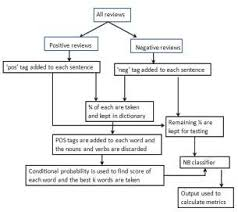 All reviews
Positive reviews
Negative reviews
'pos' tag added to each sentence
'neg' tag added to each sentence
% of each are taken
and kept in dictionary
Remaining % are
kept for testing
POS tags are added to each word and
the nouns and verbs are discarded
NB classifier
Conditional probability is used to find score of
each word and the best k words are taken
Output used to
calculate metrics